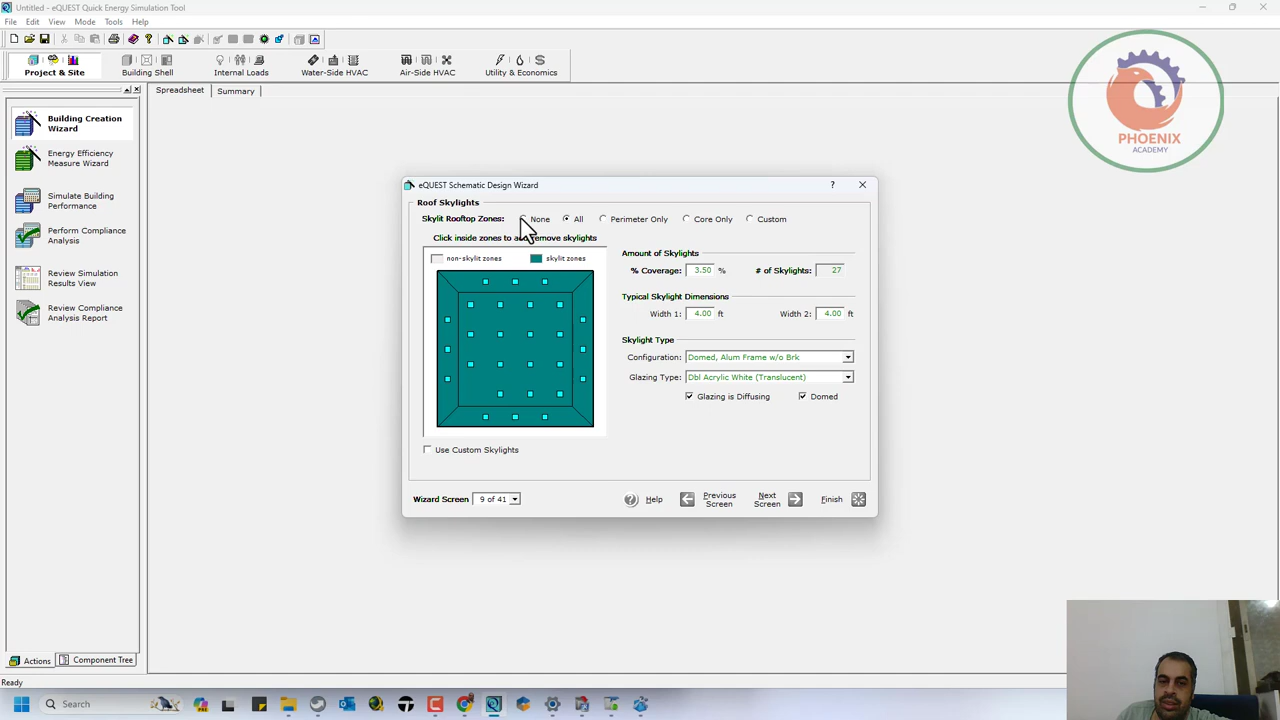 Untitled - eQUEST Quick Energy Simulation Tool
File Edit View Mode Tools Help
Project & Site
Building Shell
Internal Loads
Water-Side HVAC
Air-Side HVAC
Utility & Economics
PHOENIX
ACADEMY
Spreadsheet
Summary
Building Creation
Wizard
Energy Efficiency
Measure Wizard
Simulate Building
Performance
Perform Compliance
Analysis
Review Simulation
Results View
Review Compliance
Analysis Report
eQUEST Schematic Design Wizard
Roof Skylights
Skylit Rooftop Zones: None All Perimeter Only Core Only Custom
Click inside zones to remove skylights
non-skylit zones skylit zones
Use Custom Skylights
Amount of Skylights
% Coverage: 3.50 % # of Skylights: 27
Typical Skylight Dimensions
Width 1: 4.00 ft Width 2: 4.00 ft
Skylight Type
Configuration: Domed, Alum Frame w/o Brk
Glazing Type: Dbl Acrylic White (Translucent)
Glazing is Diffusing Domed
Wizard Screen 9 of 41
Help
Previous
Screen
Next
Screen
Finish
Actions
Component Tree
Ready
Search